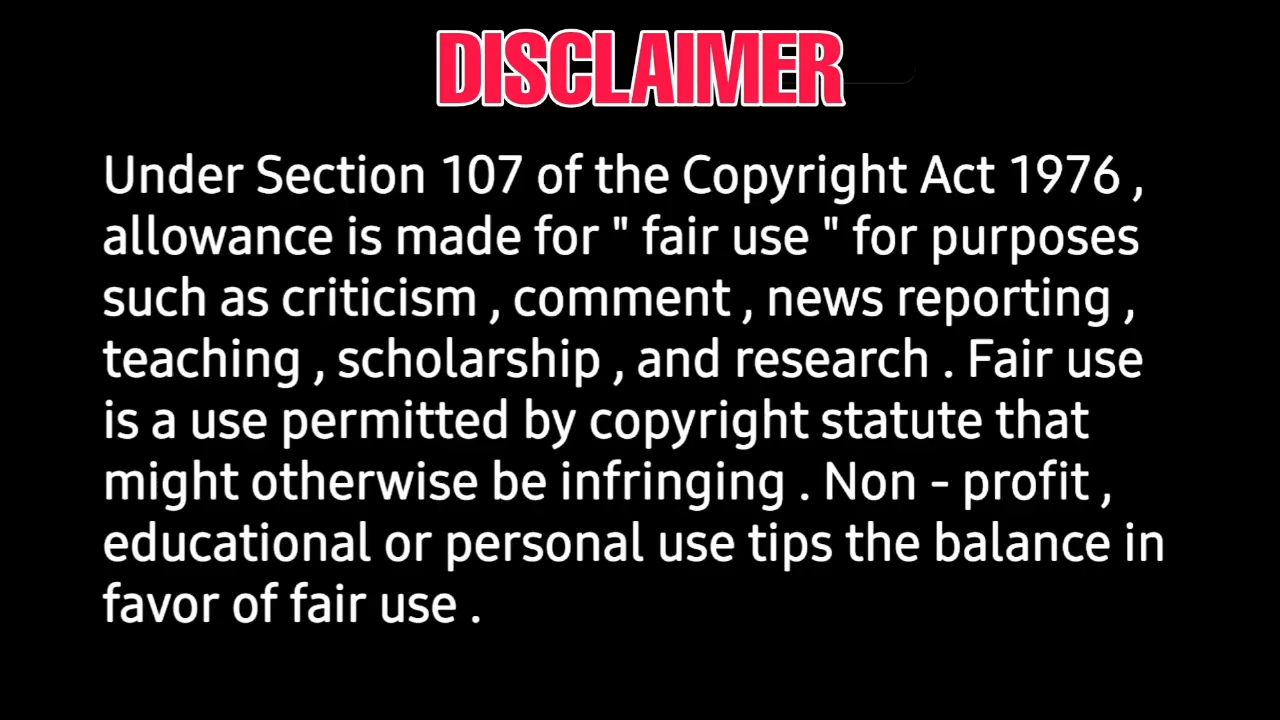 DISCLAIMER
Under Section 107 of the Copyright Act 1976 ,
allowance is made for " fair use " for purposes
such as criticism , comment , news reporting ,
teaching , scholarship , and research . Fair use
is a use permitted by copyright statute that
might otherwise be infringing . Non - profit ,
educational or personal use tips the balance in
favor of fair use .